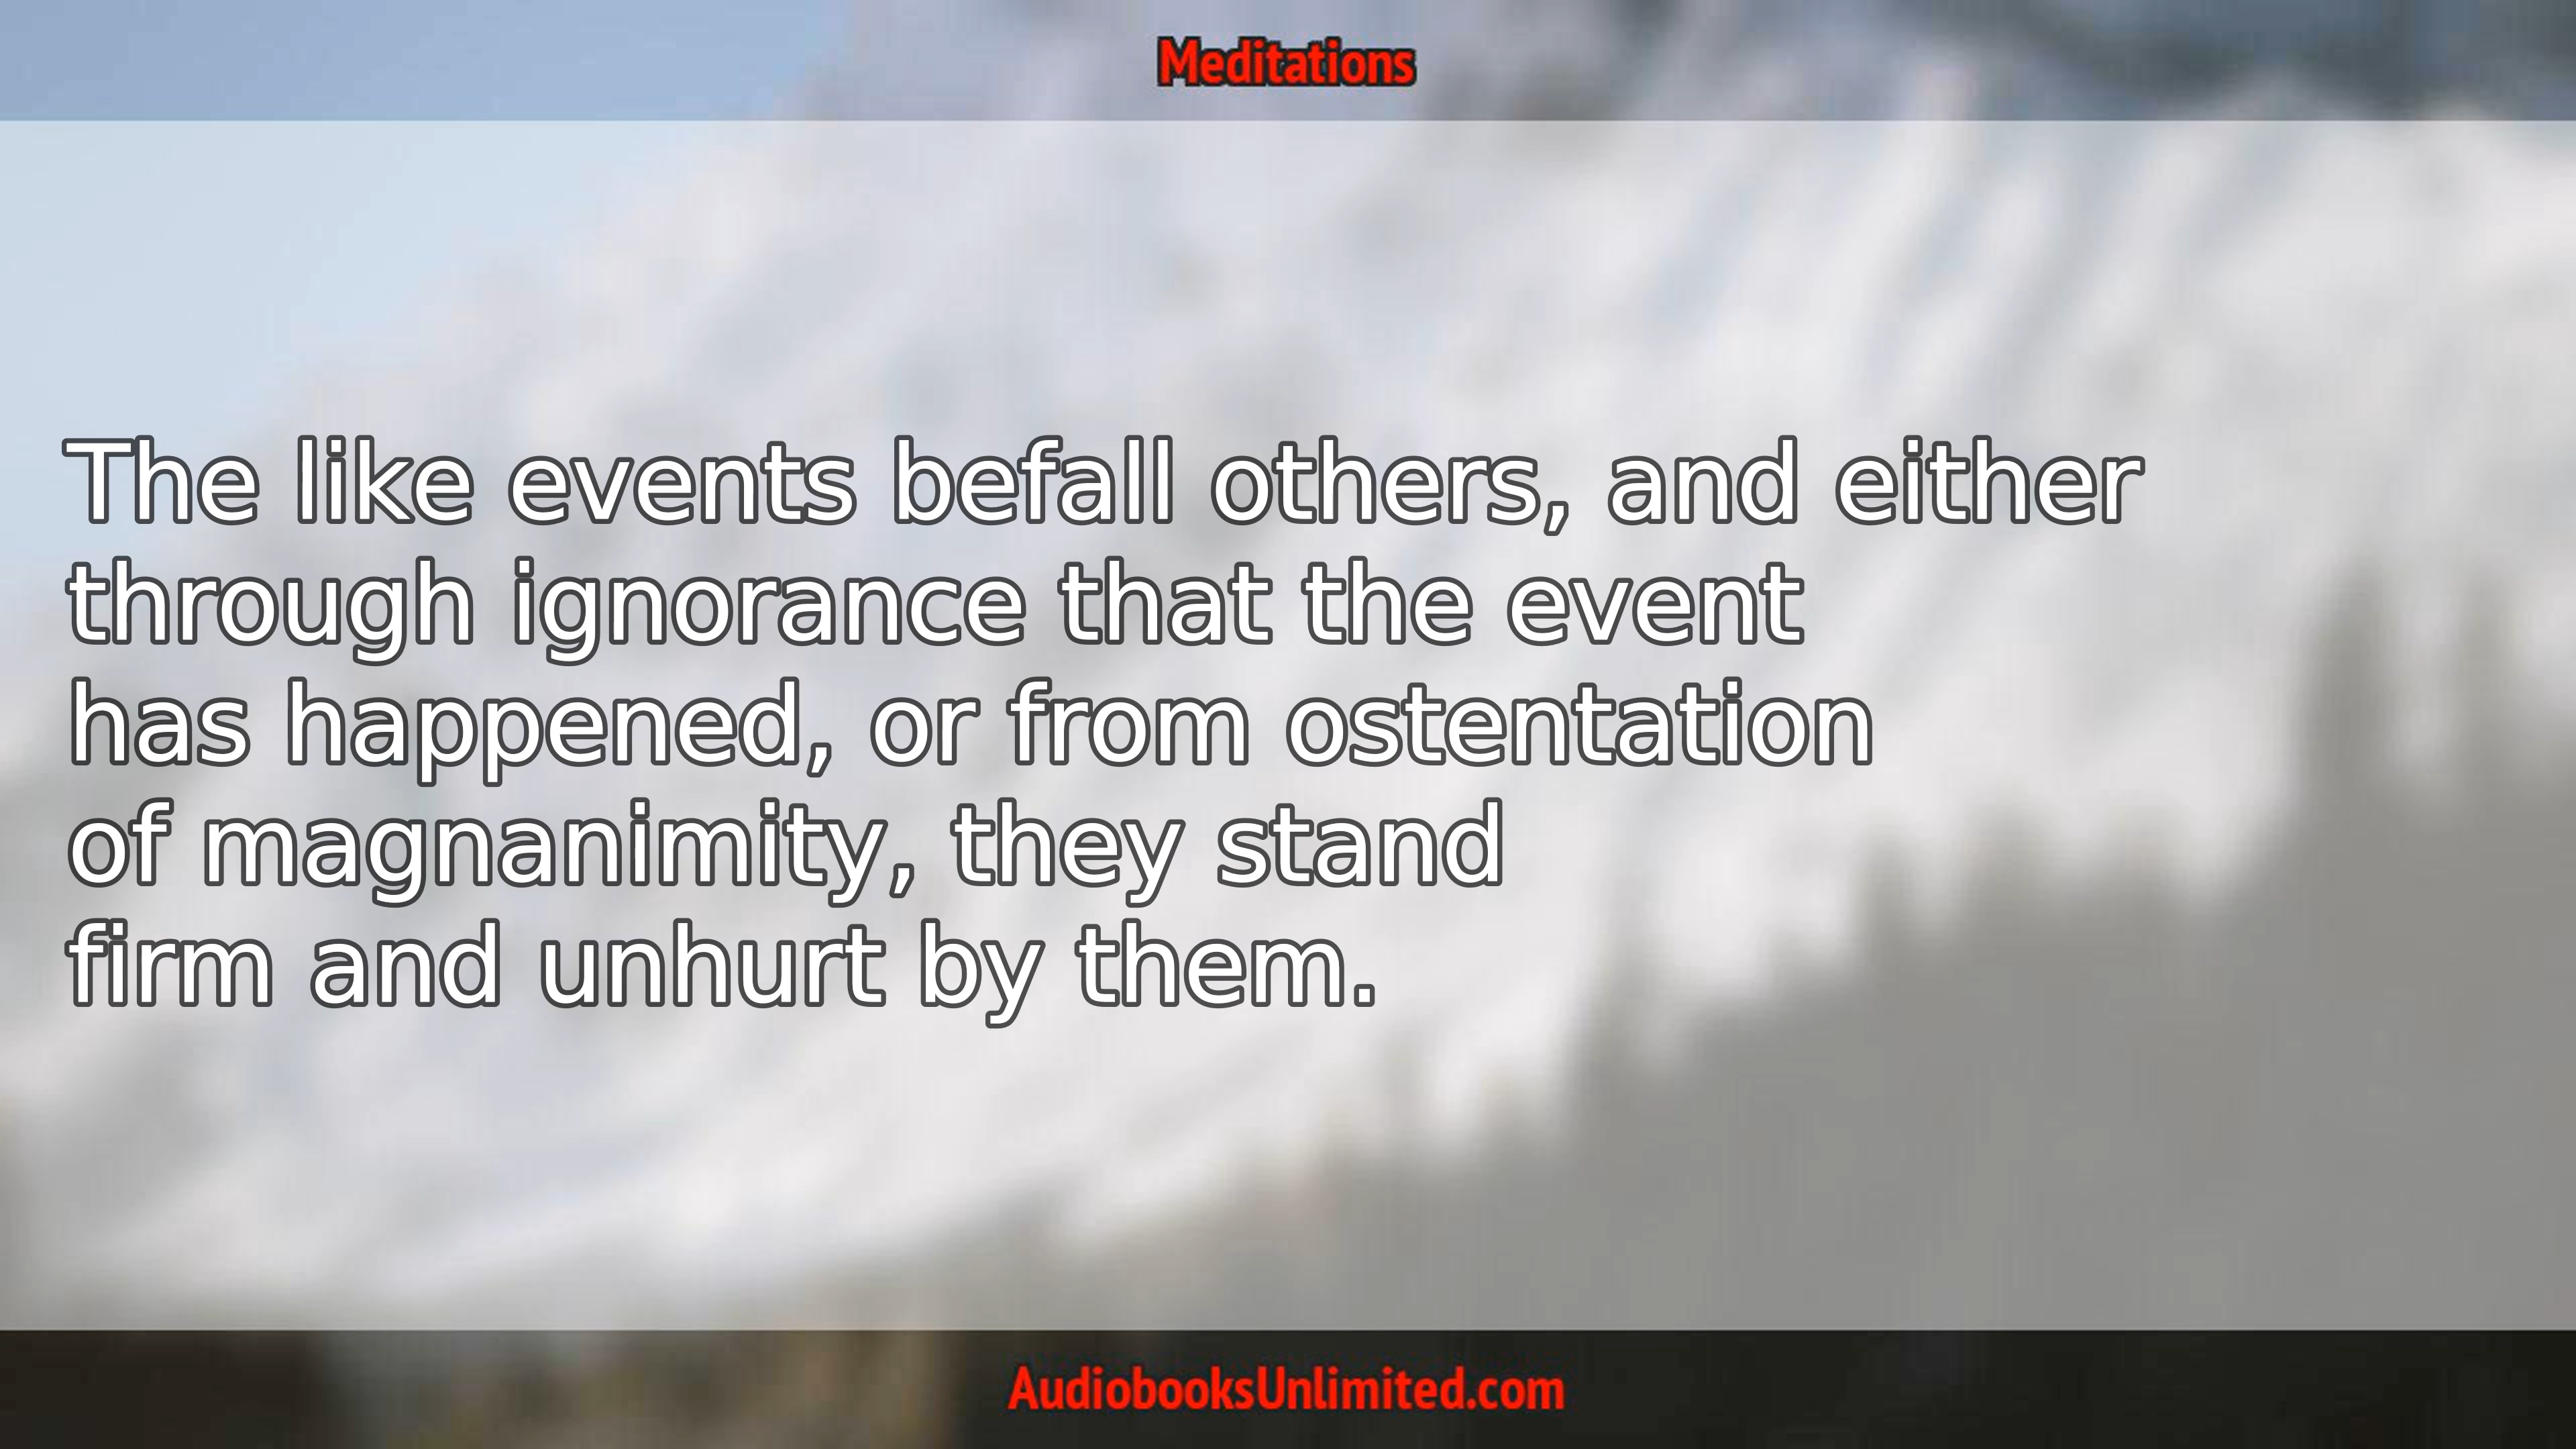 Meditations
The like events befall others, and either
through ignorance that the event
has happened, or from ostentation
of magnanimity, they stand
firm and unhurt by them.
AudiobooksUnlimited.com